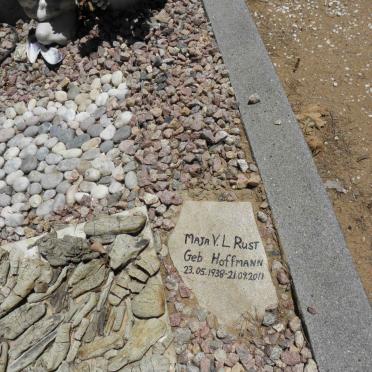 Maja V. L Rust
Geb Hoffmann
23.05.1938-21.09.2011